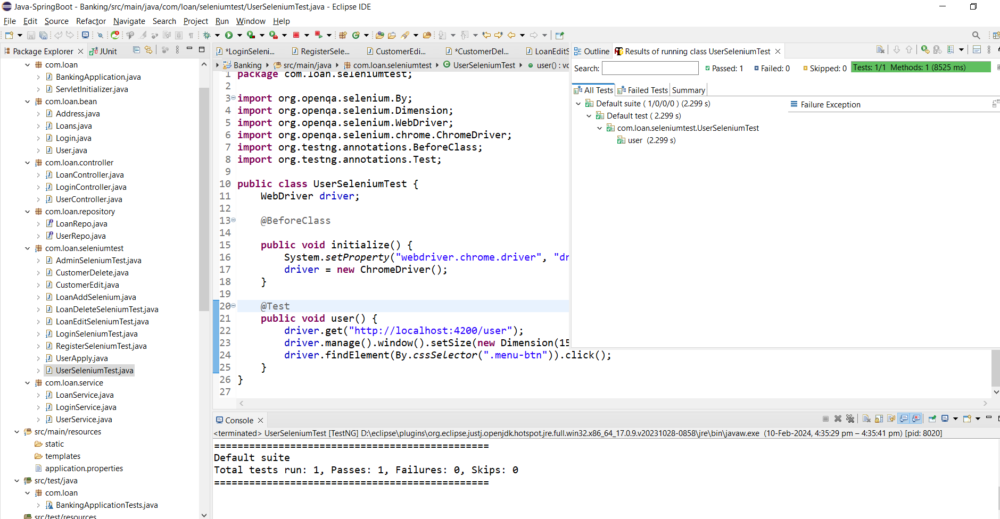 Java-SpringBoot - Banking/src/main/java/com/loan/seleniumtest/UserSeleniumTest.java - Eclipse IDE
File Edit Source Refactor Navigate Search Project Run Window Help
Package Explorer
JUnit
com.loan
BankingApplication.java
ServletInitializer.java
com.loan.bean
Address.java
Loans.java
Login.java
User.java
com.loan.controller
LoanController.java
LoginController.java
UserController.java
com.loan.repository
LoanRepo.java
UserRepo.java
com.loan.seleniumtest
AdminSeleniumTest.java
CustomerDelete.java
CustomerEdit.java
LoanAddSelenium.java
LoanDeleteSeleniumTest.java
LoanEditSeleniumTest.java
LoginSeleniumTest.java
RegisterSeleniumTest.java
UserApply.java
UserSeleniumTest.java
com.loan.service
LoanService.java
LoginService.java
UserService.java
src/main/resources
static
templates
application.properties
src/test/java
com.loan
BankingApplicationTests.java
src/test/resources
*LoginSeleni... RegisterSele... CustomerEdi... *CustomerDel... LoanEditS
Banking src/main/java com.loan.seleniumtest UserSeleniumTest user() : vo
1 package com.loan.seleniumtest;
2
3 import org.openqa.selenium.By;
4 import org.openqa.selenium.Dimension;
5 import org.openqa.selenium.WebDriver;
6 import org.openqa.selenium.chrome.ChromeDriver;
7 import org.testng.annotations.BeforeClass;
8 import org.testng.annotations.Test;
9
10 public class UserSeleniumTest {
11 WebDriver driver;
12
13 @BeforeClass
14
15 public void initialize() {
16 System.setProperty("webdriver.chrome.driver", "dr
17 driver = new ChromeDriver();
18 }
19
20 @Test
21 public void user() {
22 driver.get("http://localhost:4200/user");
23 driver.manage().window().setSize(new Dimension(15
24 driver.findElement(By.cssSelector(".menu-btn")).click();
25 }
26 }
27
Outline
Results of running class UserSeleniumTest
Search: Passed: 1 Failed: 0 Skipped: 0 Tests: 1/1 Methods: 1 (8525 ms)
All Tests Failed Tests Summary
Default suite ( 1/0/0/0 ) (2.299 s)
Default test ( 2.299 s)
com.loan.seleniumtest.UserSeleniumTest
user (2.299 s)
Failure Exception
Console
<terminated> UserSeleniumTest [TestNG] D:\eclipse\plugins\org.eclipse.justj.openjdk.hotspot.jre.full.win32.x86_64_17.0.9.v20231028-0858\jre\bin\javaw.exe (10-Feb-2024, 4:35:29 pm – 4:35:41 pm) [pid: 8020]
===============================================
Default suite
Total tests run: 1, Passes: 1, Failures: 0, Skips: 0
===============================================